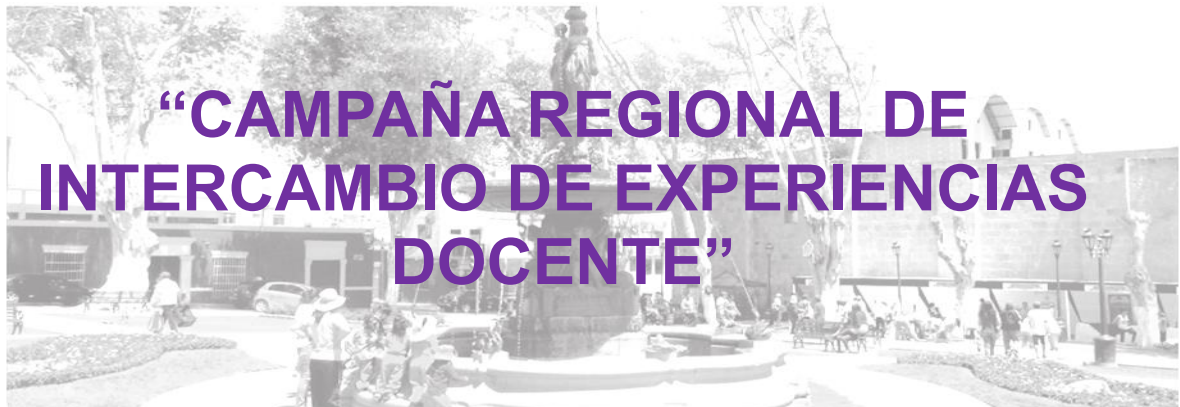 “CAMPAÑA REGIONAL DE
INTERCAMBIO DE EXPERIENCIAS
DOCENTE”